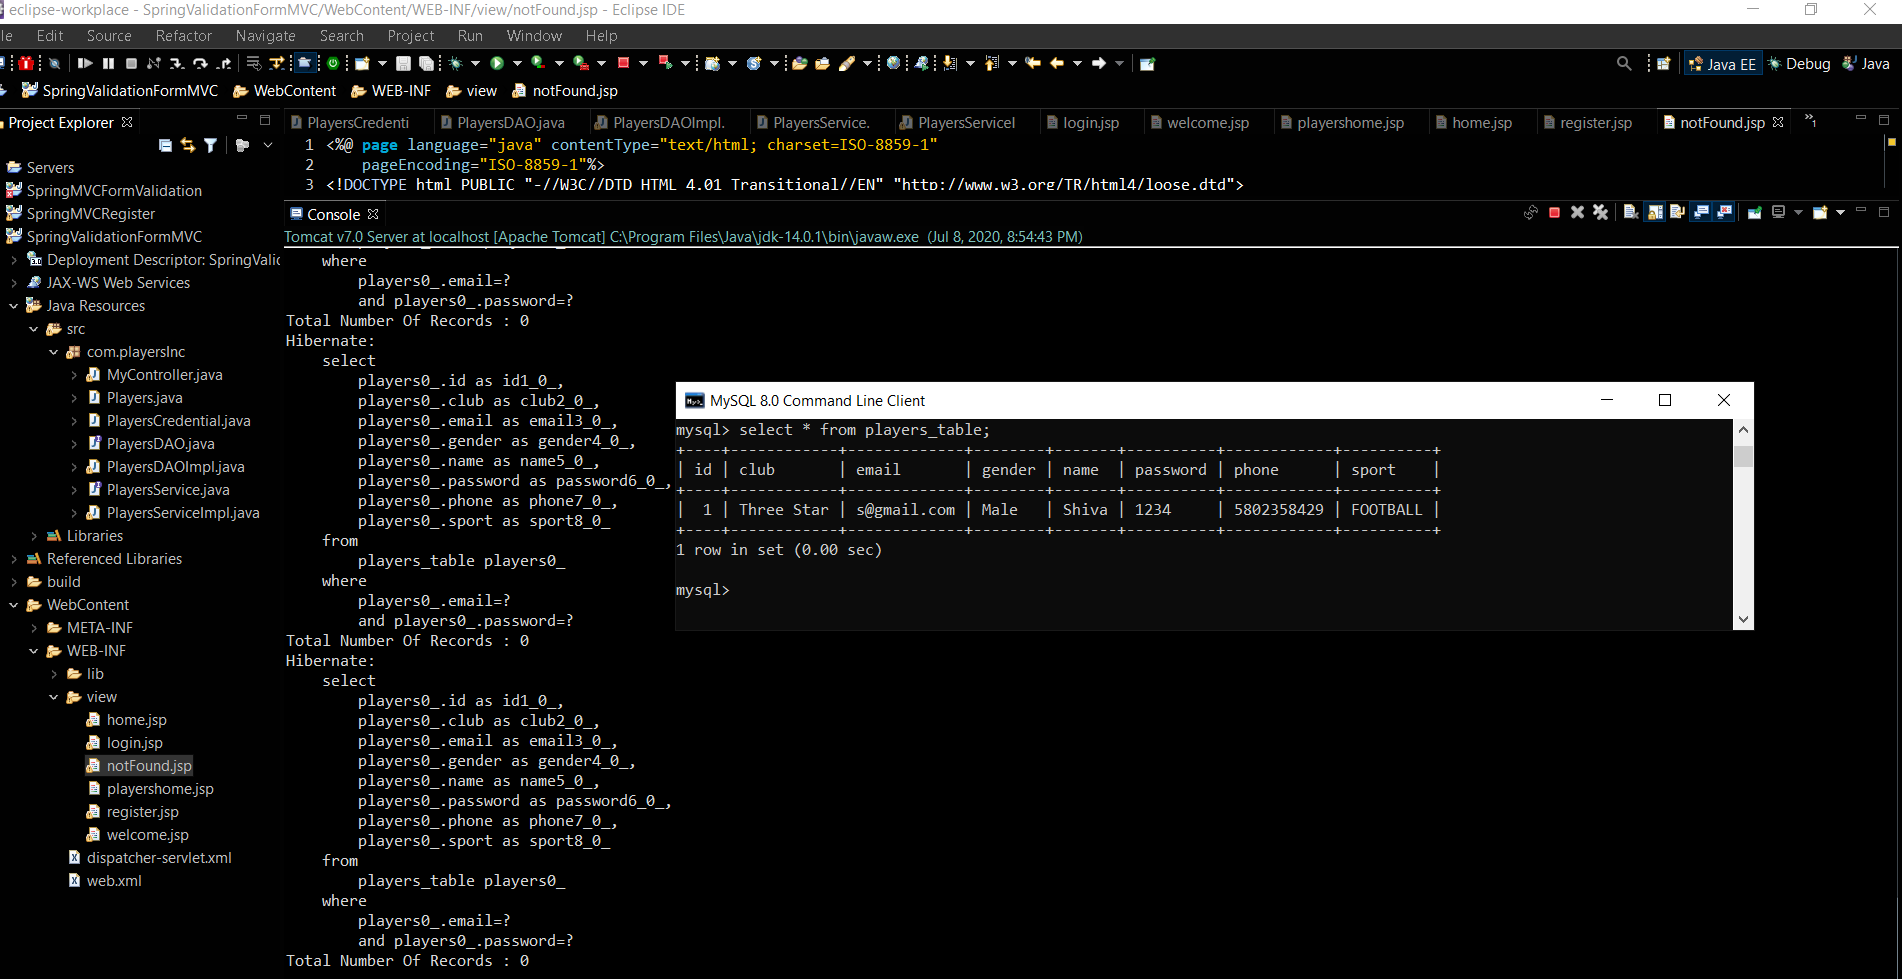 eclipse-workplace - SpringValidationFormMVC/WebContent/WEB-INF/view/notFound.jsp - Eclipse IDE
le Edit Source Refactor Navigate Search Project Run Window Help
Java EE Debug Java
SpringValidationFormMVC WebContent WEB-INF view notFound.jsp
Project Explorer
Servers
SpringMVCFormValidation
SpringMVCRegister
SpringValidationFormMVC
Deployment Descriptor: SpringValid
JAX-WS Web Services
Java Resources
src
com.playersInc
MyController.java
Players.java
PlayersCredential.java
PlayersDAO.java
PlayersDAOImpl.java
PlayersService.java
PlayersServiceImpl.java
Libraries
Referenced Libraries
build
WebContent
META-INF
WEB-INF
lib
view
home.jsp
login.jsp
notFound.jsp
playershome.jsp
register.jsp
welcome.jsp
dispatcher-servlet.xml
web.xml
PlayersCredenti PlayersDAO.java PlayersDAOImpl. PlayersService. PlayersServiceI login.jsp welcome.jsp playershome.jsp home.jsp register.jsp notFound.jsp »1
1 <%@ page language="java" contentType="text/html; charset=ISO-8859-1"
2 pageEncoding="ISO-8859-1"%>
3 <!DOCTYPE html PUBLIC "-//W3C//DTD HTML 4.01 Transitional//EN" "http://www.w3.org/TR/html4/loose.dtd">
Console
Tomcat v7.0 Server at localhost [Apache Tomcat] C:\Program Files\Java\jdk-14.0.1\bin\javaw.exe (Jul 8, 2020, 8:54:43 PM)
where
players0_.email=?
and players0_.password=?
Total Number Of Records : 0
Hibernate:
select
players0_.id as id1_0_,
players0_.club as club2_0_,
players0_.email as email3_0_,
players0_.gender as gender4_0_,
players0_.name as name5_0_,
players0_.password as password6_0_,
players0_.phone as phone7_0_,
players0_.sport as sport8_0_
from
players_table players0_
where
players0_.email=?
and players0_.password=?
Total Number Of Records : 0
Hibernate:
select
players0_.id as id1_0_,
players0_.club as club2_0_,
players0_.email as email3_0_,
players0_.gender as gender4_0_,
players0_.name as name5_0_,
players0_.password as password6_0_,
players0_.phone as phone7_0_,
players0_.sport as sport8_0_
from
players_table players0_
where
players0_.email=?
and players0_.password=?
Total Number Of Records : 0
MySQL 8.0 Command Line Client
mysql> select * from players_table;
+----+------------+-------------+--------+-------+----------+------------+----------+
| id | club       | email       | gender | name  | password | phone      | sport    |
+----+------------+-------------+--------+-------+----------+------------+----------+
|  1 | Three Star | s@gmail.com | Male   | Shiva | 1234     | 5802358429 | FOOTBALL |
+----+------------+-------------+--------+-------+----------+------------+----------+
1 row in set (0.00 sec)
mysql>